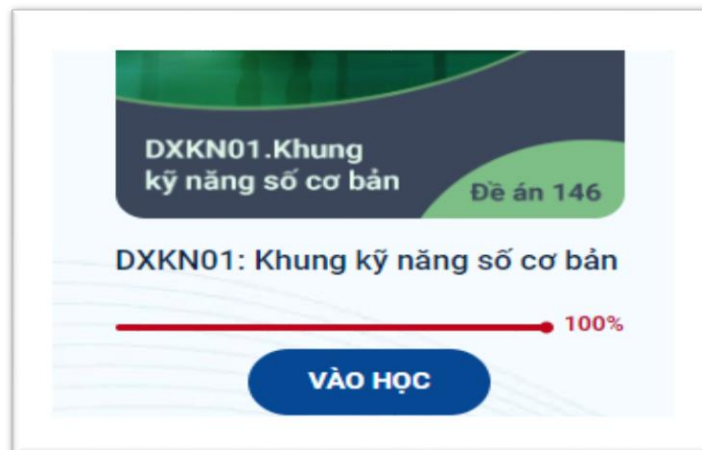 DXKN01.Khung
kỹ năng số cơ bản
Đề án 146
DXKN01: Khung kỹ năng số cơ bản
100%
VÀO HỌC